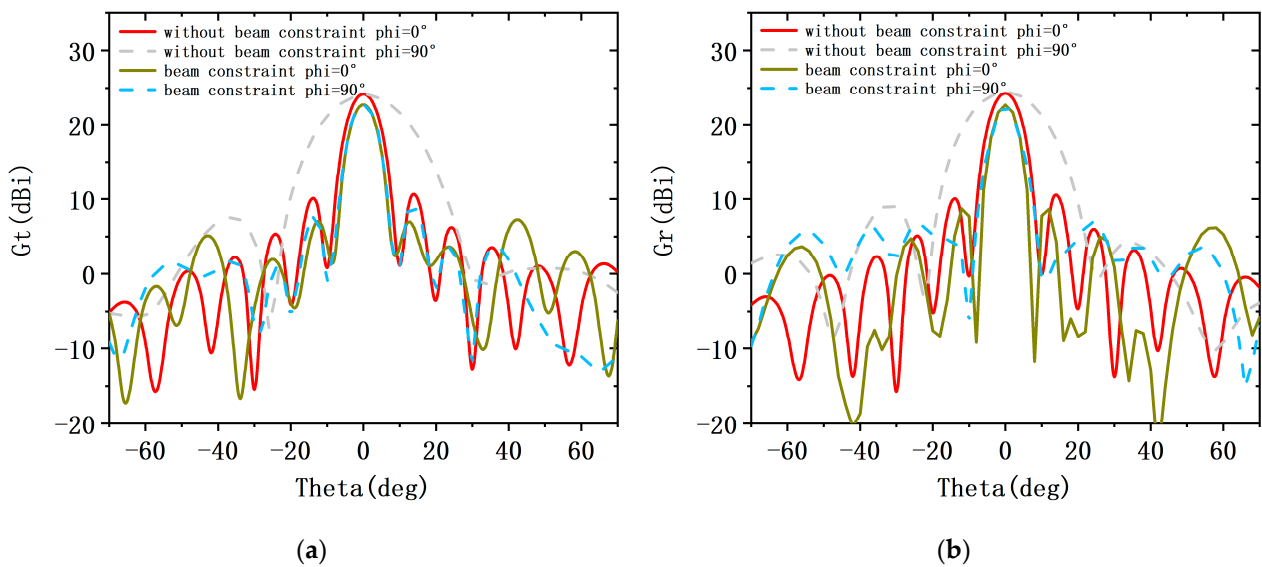 without beam constraint phi=0°
without beam constraint phi=90°
beam constraint phi=0°
beam constraint phi=90°
30
20
10
0
−10
−20
Gt(dBi)
−60 −40 −20 0 20 40 60
Theta(deg)
(a)
without beam constraint phi=0°
without beam constraint phi=90°
beam constraint phi=0°
beam constraint phi=90°
30
20
10
0
−10
−20
Gr(dBi)
−60 −40 −20 0 20 40 60
Theta(deg)
(b)